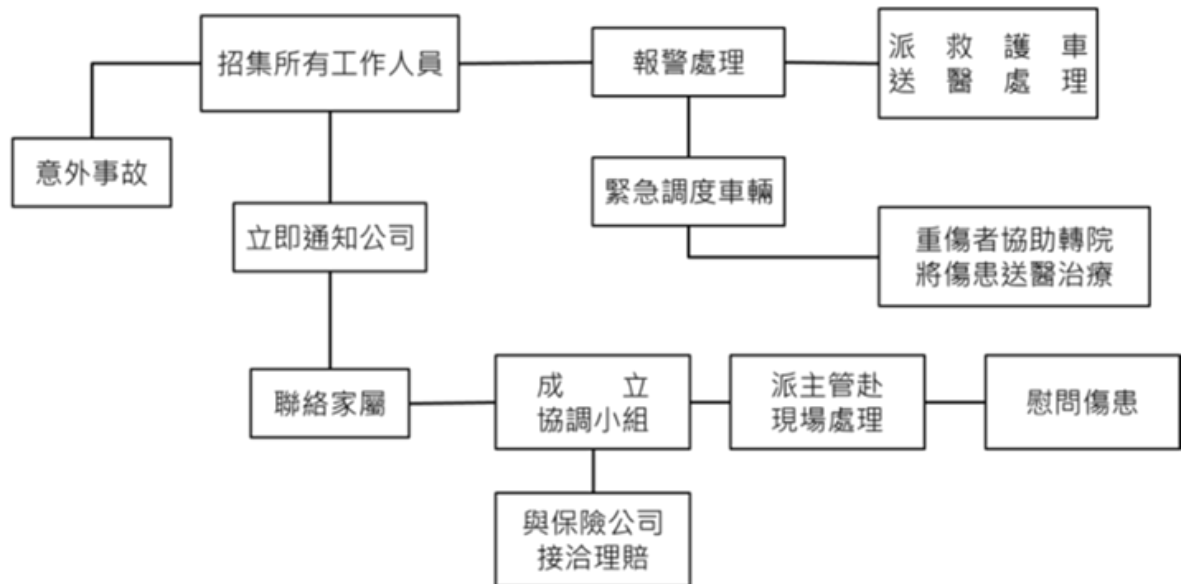 招集所有工作人員
報警處理
派救護車
送醫處理
意外事故
緊急調度車輛
立即通知公司
重傷者協助轉院
將傷患送醫治療
聯絡家屬
成立
協調小組
派主管赴
現場處理
慰問傷患
與保險公司
接洽理賠